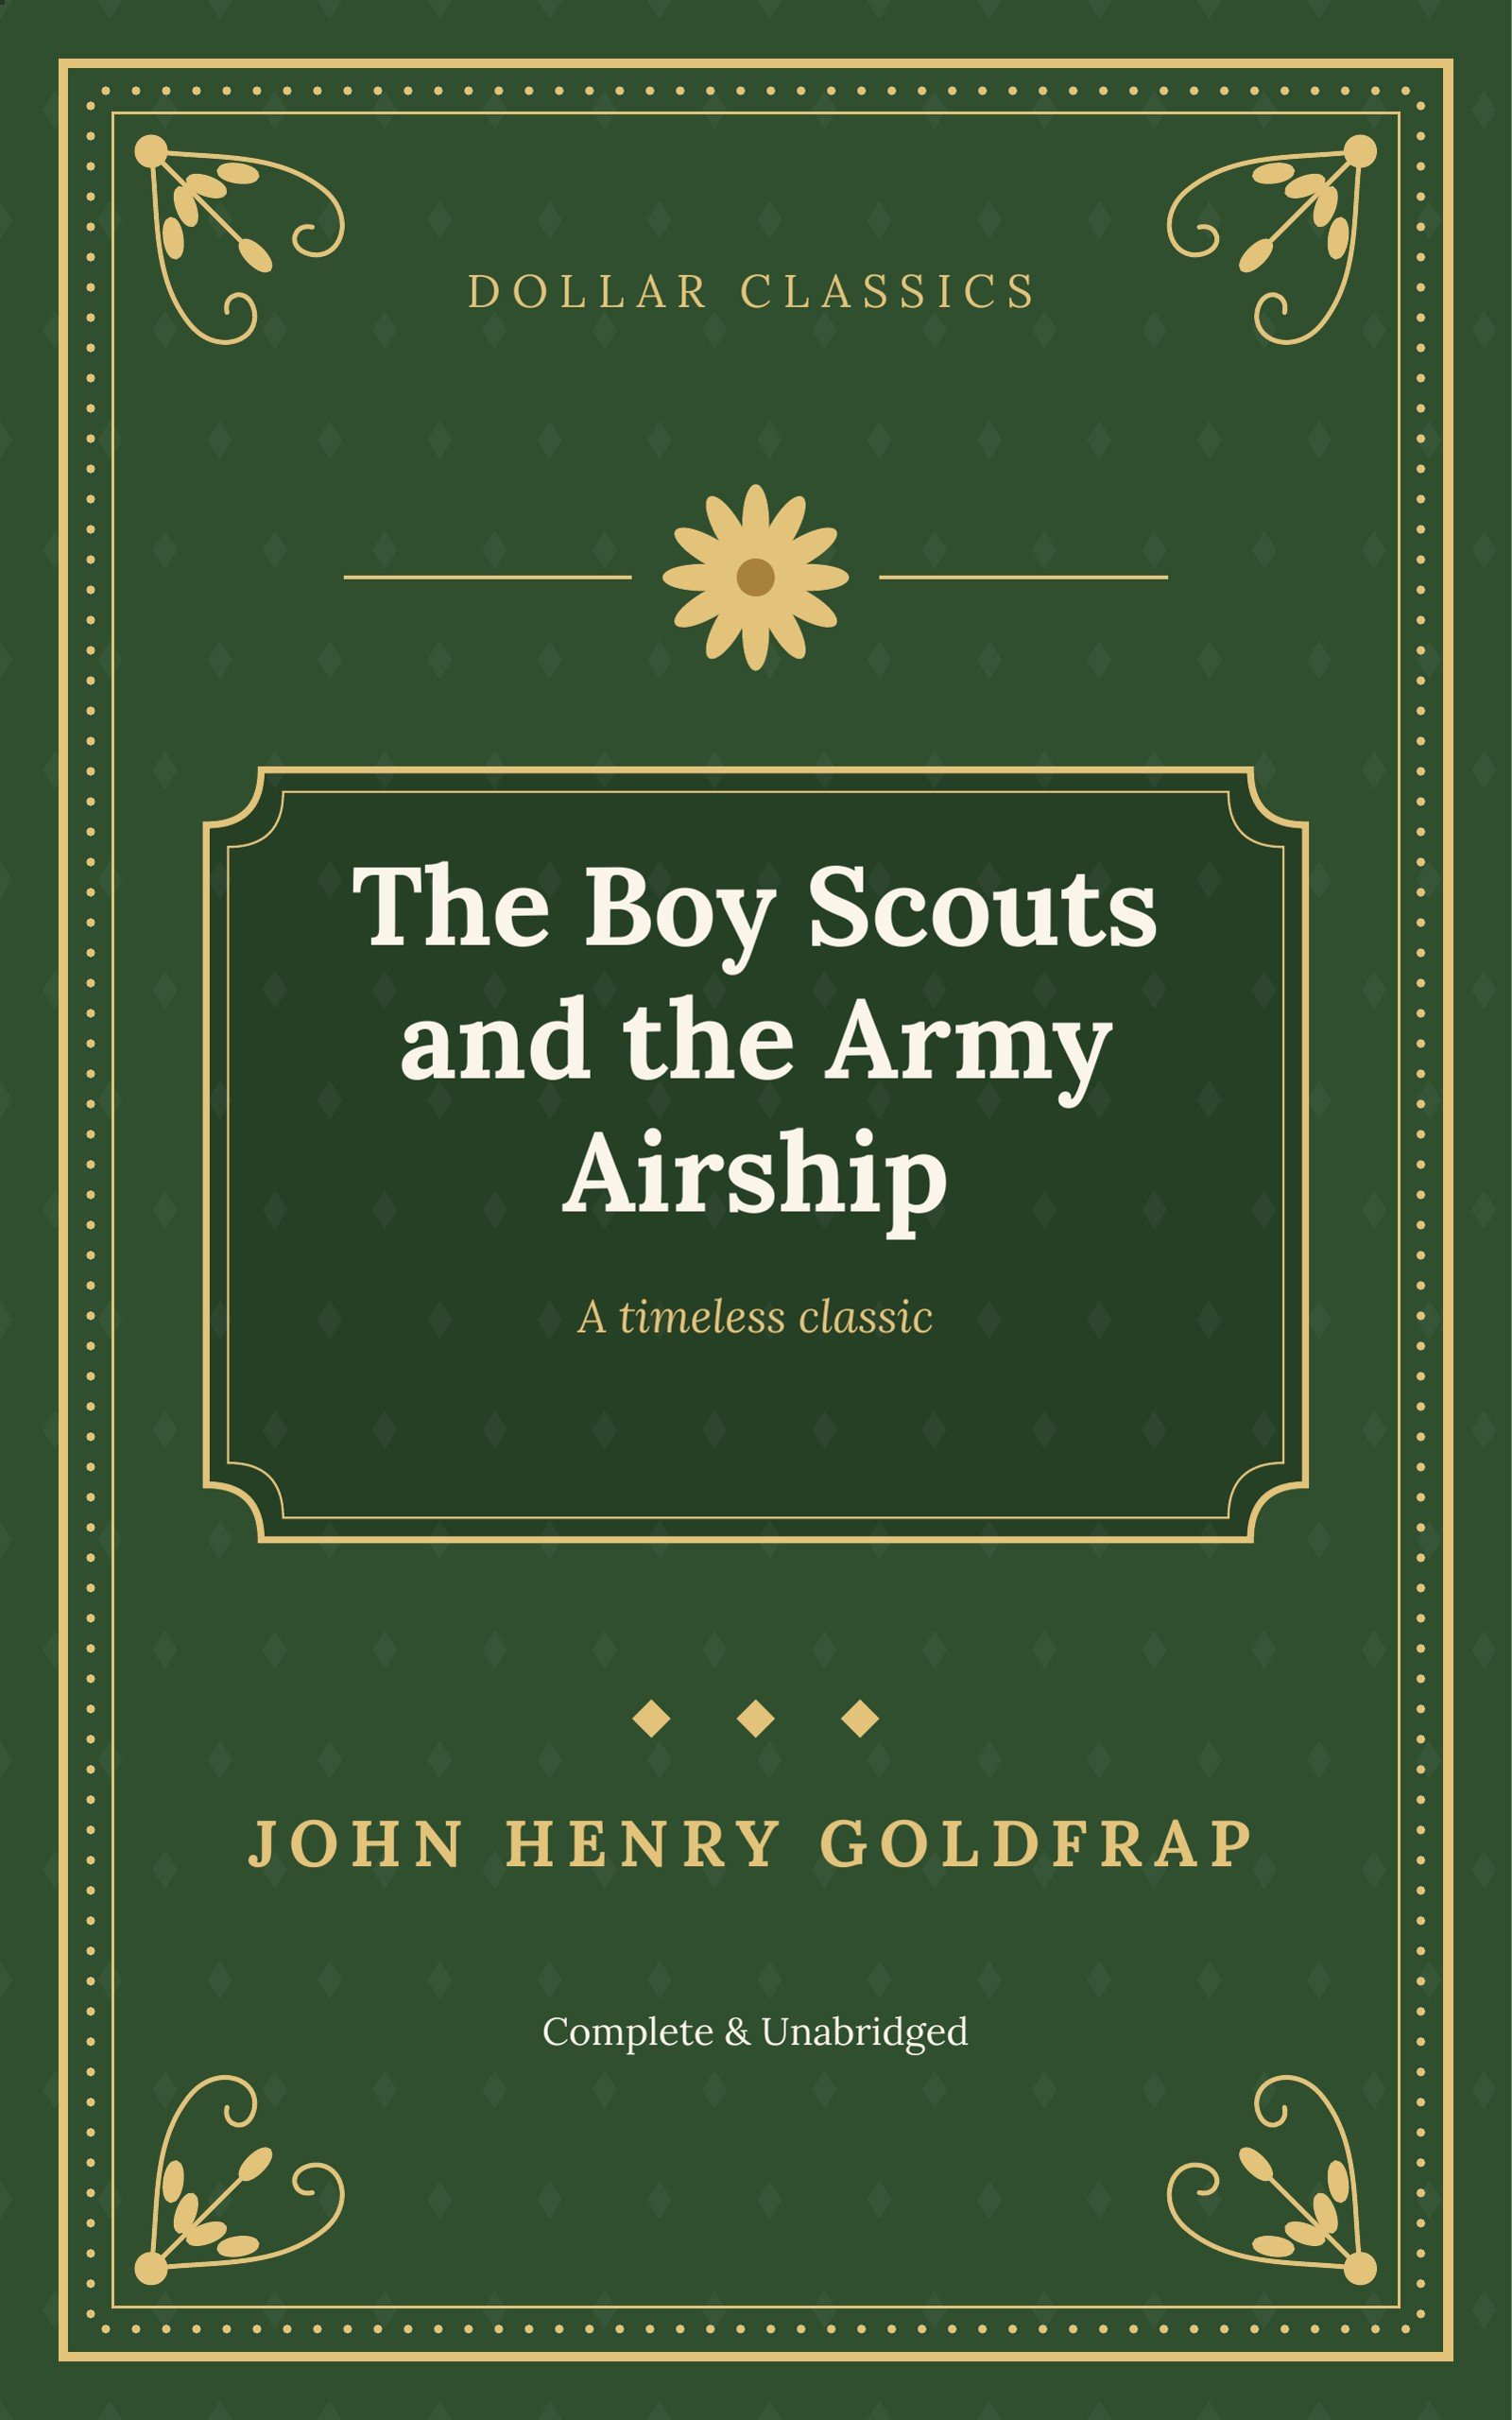 DOLLAR CLASSICS
The Boy Scouts
and the Army
Airship
A timeless classic
JOHN HENRY GOLDFRAP
Complete & Unabridged